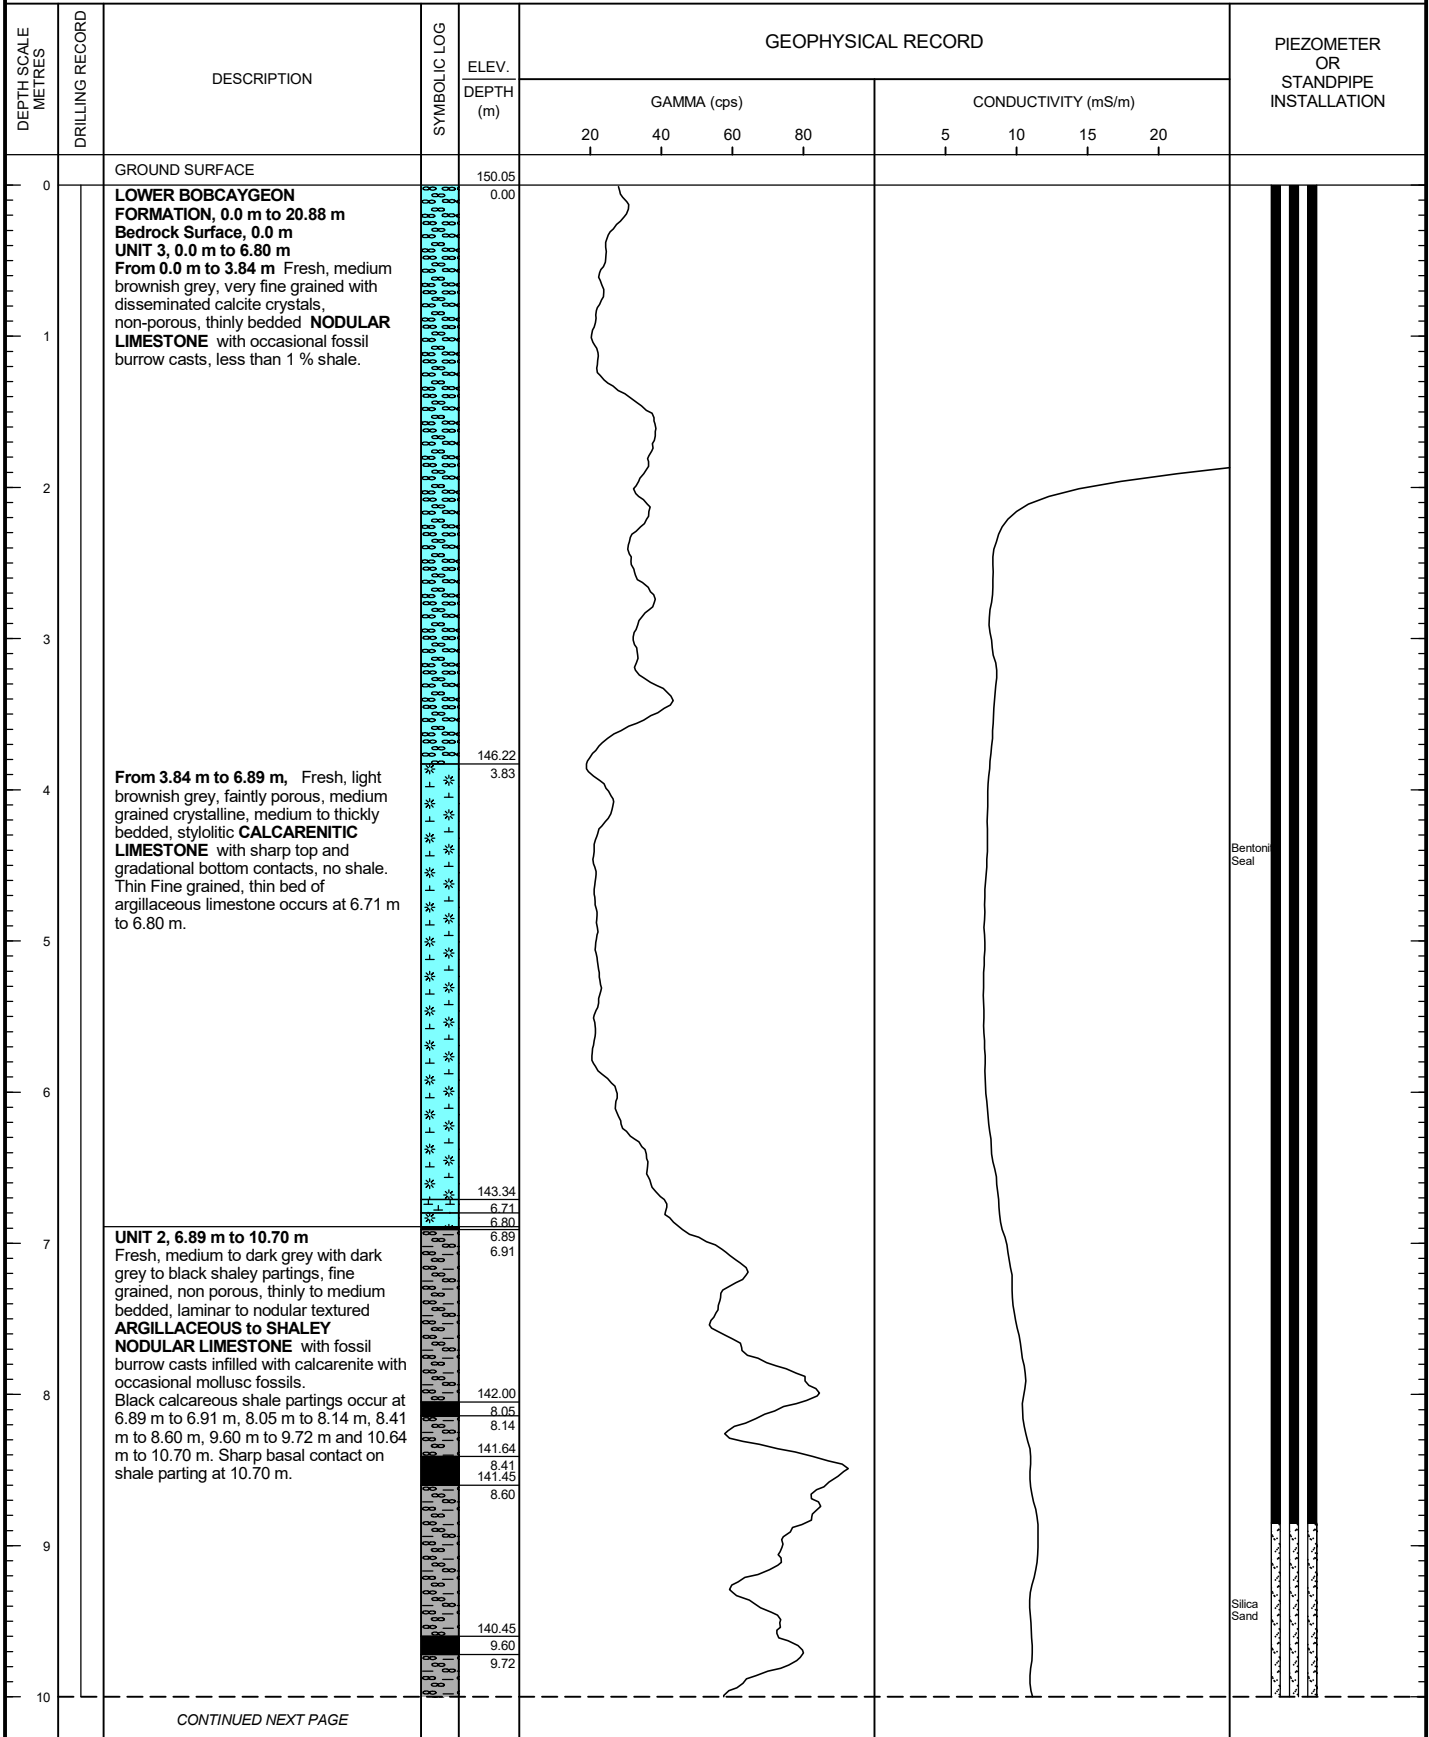 DEPTH SCALE
METRES
DRILLING RECORD
DESCRIPTION
SYMBOLIC LOG
ELEV.
DEPTH
(m)
GEOPHYSICAL RECORD
GAMMA (cps)
20 40 60 80
CONDUCTIVITY (mS/m)
5 10 15 20
PIEZOMETER
OR
STANDPIPE
INSTALLATION
GROUND SURFACE
150.05
0
0.00
LOWER BOBCAYGEON
FORMATION, 0.0 m to 20.88 m
Bedrock Surface, 0.0 m
UNIT 3, 0.0 m to 6.80 m
From 0.0 m to 3.84 m Fresh, medium
brownish grey, very fine grained with
disseminated calcite crystals,
non-porous, thinly bedded NODULAR
LIMESTONE with occasional fossil
burrow casts, less than 1 % shale.
1
2
3
146.22
3.83
From 3.84 m to 6.89 m, Fresh, light
brownish grey, faintly porous, medium
grained crystalline, medium to thickly
bedded, stylolitic CALCARENITIC
LIMESTONE with sharp top and
gradational bottom contacts, no shale.
Thin Fine grained, thin bed of
argillaceous limestone occurs at 6.71 m
to 6.80 m.
4
Bentoni
Seal
5
6
143.34
6.71
6.80
6.89
6.91
UNIT 2, 6.89 m to 10.70 m
Fresh, medium to dark grey with dark
grey to black shaley partings, fine
grained, non porous, thinly to medium
bedded, laminar to nodular textured
ARGILLACEOUS to SHALEY
NODULAR LIMESTONE with fossil
burrow casts infilled with calcarenite with
occasional mollusc fossils.
Black calcareous shale partings occur at
6.89 m to 6.91 m, 8.05 m to 8.14 m, 8.41
m to 8.60 m, 9.60 m to 9.72 m and 10.64
m to 10.70 m. Sharp basal contact on
shale parting at 10.70 m.
7
8
142.00
8.05
8.14
141.64
8.41
141.45
8.60
9
Silica
Sand
140.45
9.60
9.72
10
CONTINUED NEXT PAGE